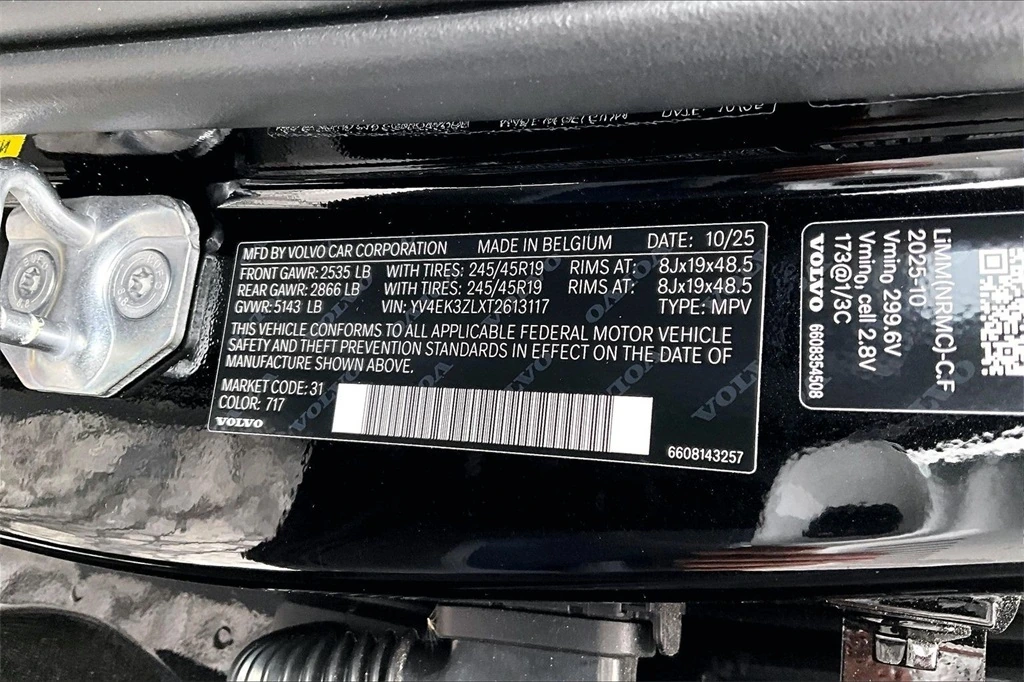 MFD BY VOLVO CAR CORPORATION MADE IN BELGIUM DATE: 10/25
FRONT GAWR: 2535 LB WITH TIRES: 245/45R19 RIMS AT: 8Jx19x48.5
REAR GAWR: 2866 LB WITH TIRES: 245/45R19 RIMS AT: 8Jx19x48.5
GVWR: 5143 LB VIN: YV4EK3ZLXT2613117 TYPE: MPV
THIS VEHICLE CONFORMS TO ALL APPLICABLE FEDERAL MOTOR VEHICLE
SAFETY AND THEFT PREVENTION STANDARDS IN EFFECT ON THE DATE OF
MANUFACTURE SHOWN ABOVE.
MARKET CODE: 31
COLOR: 717
VOLVO
6608143257
LiMM(NRMC)-C.F
2025-10
Vmin 299.6V
Vmin, cell 2.8V
173@1/3C
VOLVO 6608354508